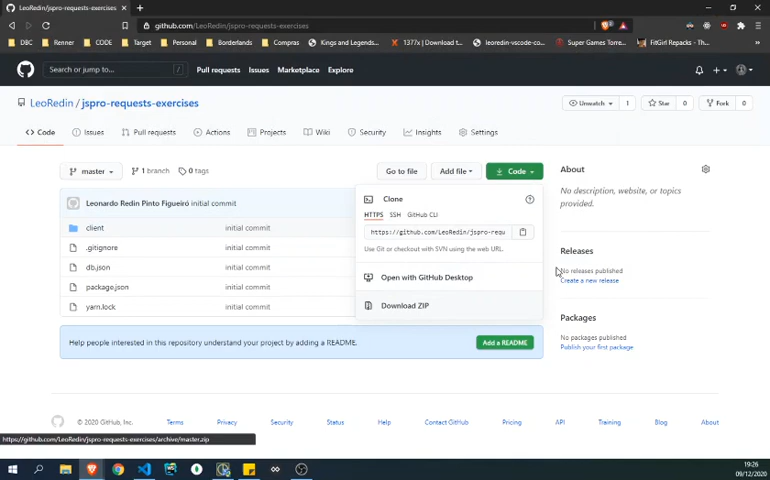 LeoRedin/jspro-requests-exercises
github.com/LeoRedin/jspro-requests-exercises
DBC
Renner
CODE
Target
Personal
Borderlands
Compras
Kings and Legends...
1377x | Download t...
leoredin-vscode-co...
Super Games Torre...
FitGirl Repacks - Th...
Search or jump to...
/
Pull requests
Issues
Marketplace
Explore
LeoRedin / jspro-requests-exercises
Unwatch
1
Star
0
Fork
0
Code
Issues
Pull requests
Actions
Projects
Wiki
Security
Insights
Settings
master
1 branch
0 tags
Go to file
Add file
Code
Leonardo Redin Pinto Figueiró initial commit
client
initial commit
.gitignore
initial commit
db.json
initial commit
package.json
initial commit
yarn.lock
initial commit
Clone
HTTPS
SSH
GitHub CLI
https://github.com/LeoRedin/jspro-requ
Use Git or checkout with SVN using the web URL.
Open with GitHub Desktop
Download ZIP
About
No description, website, or topics
provided.
Releases
No releases published
Create a new release
Packages
No packages published
Publish your first package
Help people interested in this repository understand your project by adding a README.
Add a README
© 2020 GitHub, Inc.
Terms
Privacy
Security
Status
Help
Contact GitHub
Pricing
API
Training
Blog
About
https://github.com/LeoRedin/jspro-requests-exercises/archive/master.zip
19:26
09/12/2020